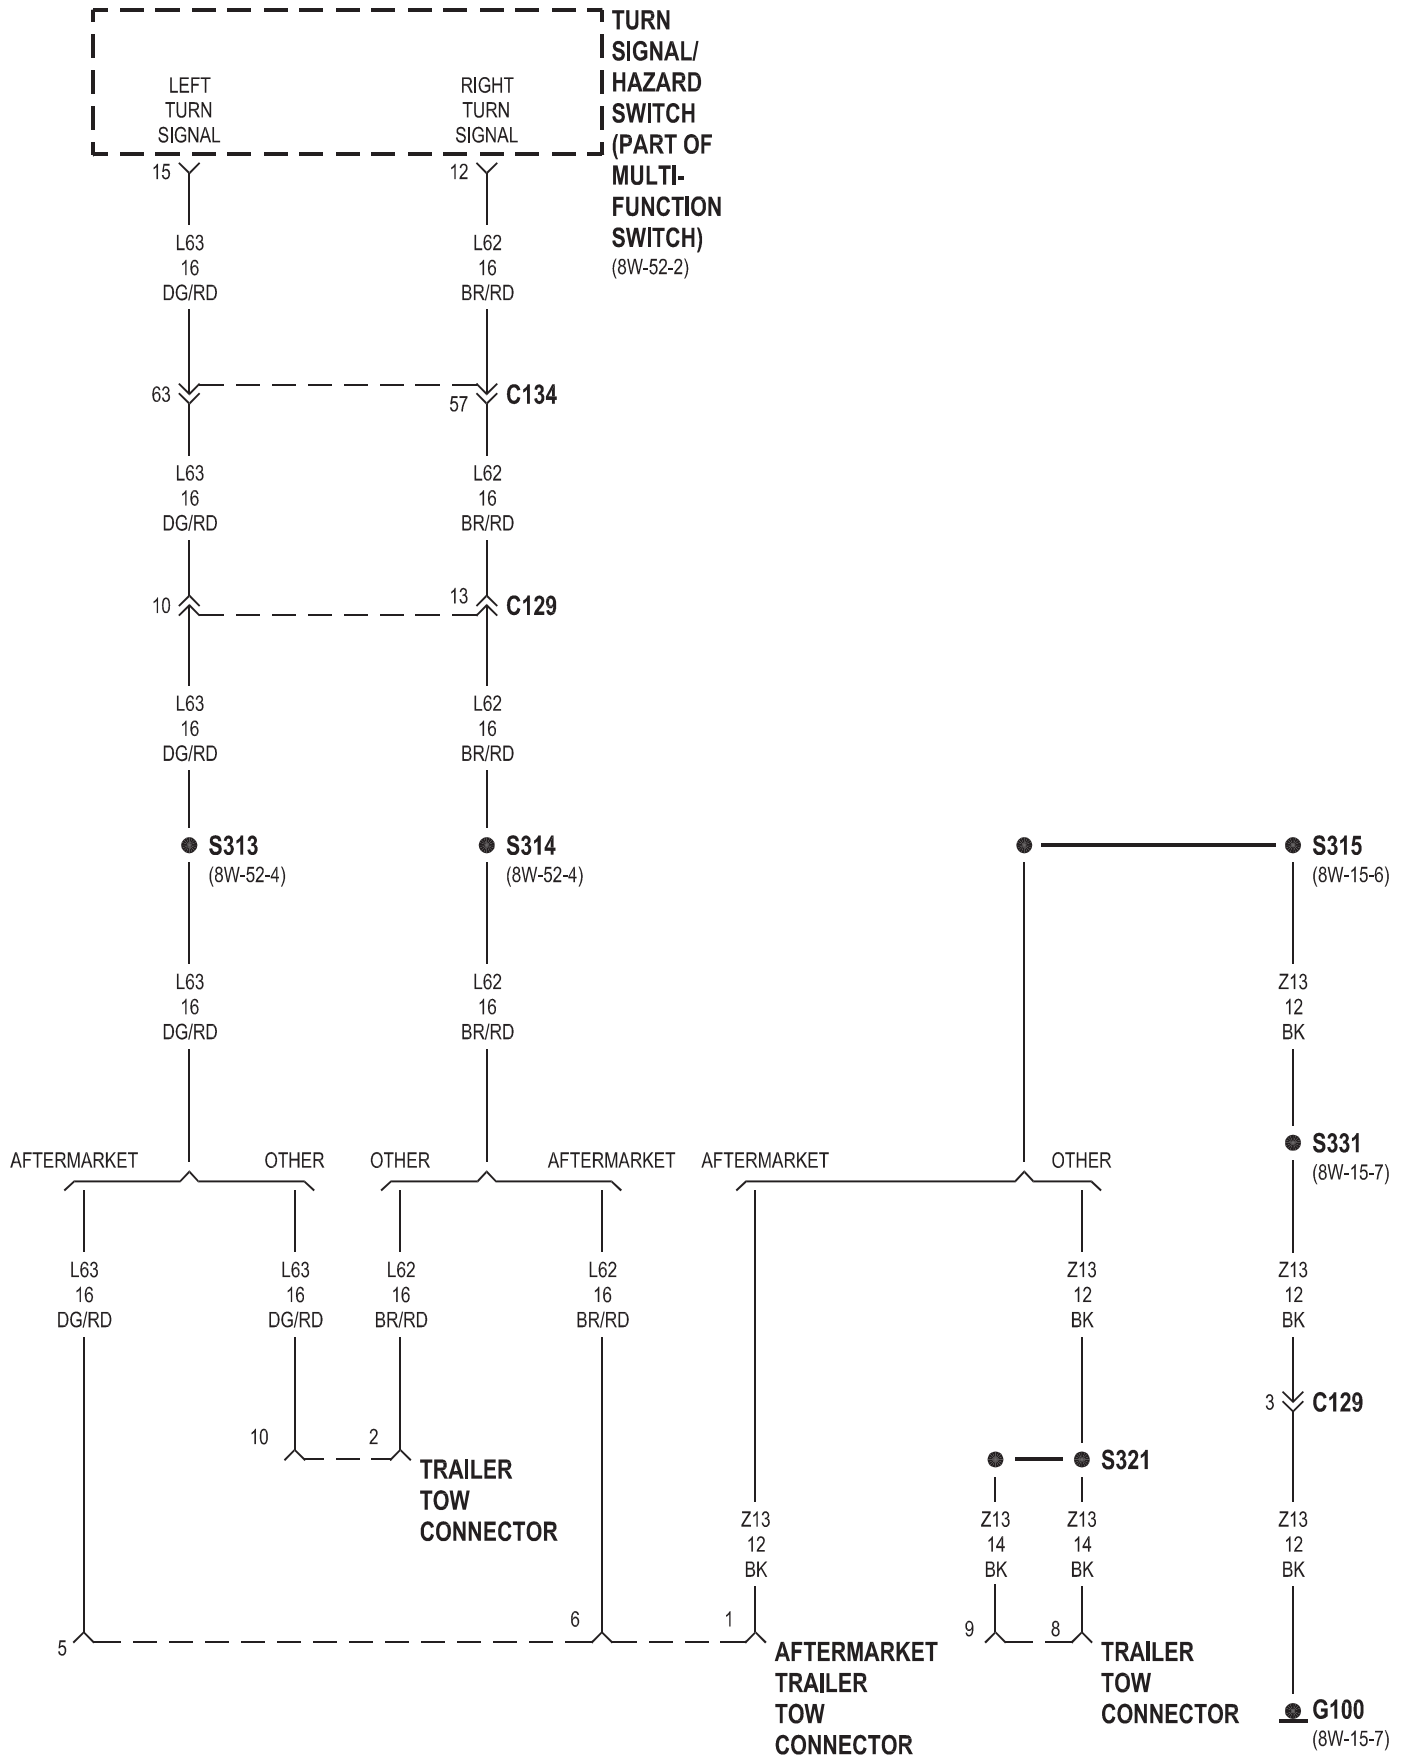 TURN
SIGNAL/
HAZARD
SWITCH
(PART OF
MULTI-
FUNCTION
SWITCH)
(8W-52-2)
LEFT
TURN
SIGNAL
RIGHT
TURN
SIGNAL
15
12
L63
16
DG/RD
L62
16
BR/RD
63
57
C134
L63
16
DG/RD
L62
16
BR/RD
10
13
C129
L63
16
DG/RD
L62
16
BR/RD
S313
(8W-52-4)
S314
(8W-52-4)
S315
(8W-15-6)
L63
16
DG/RD
L62
16
BR/RD
Z13
12
BK
S331
(8W-15-7)
AFTERMARKET
OTHER
OTHER
AFTERMARKET
AFTERMARKET
OTHER
L63
16
DG/RD
L63
16
DG/RD
L62
16
BR/RD
L62
16
BR/RD
Z13
12
BK
Z13
12
BK
3
C129
10
2
TRAILER
TOW
CONNECTOR
S321
Z13
12
BK
Z13
14
BK
Z13
14
BK
Z13
12
BK
5
6
1
AFTERMARKET
TRAILER
TOW
CONNECTOR
9
8
TRAILER
TOW
CONNECTOR
G100
(8W-15-7)